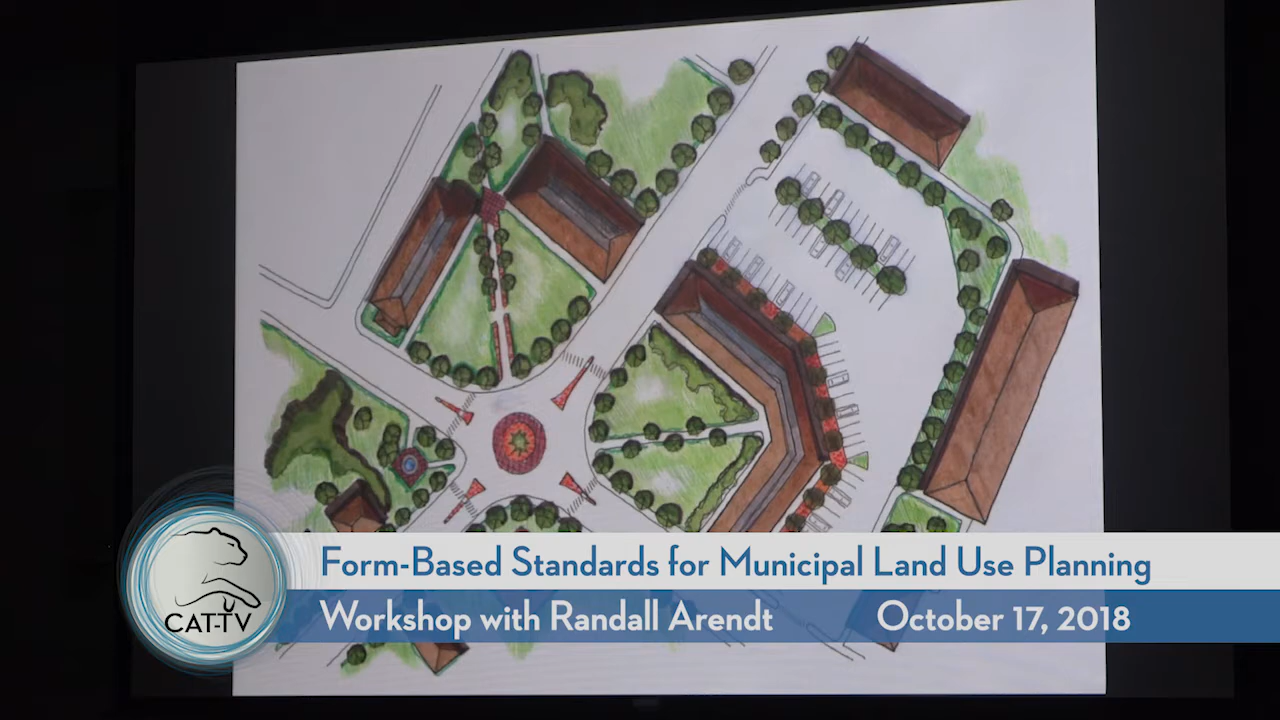 Form-Based Standards for Municipal Land Use Planning
Workshop with Randall Arendt October 17, 2018
CAT-TV